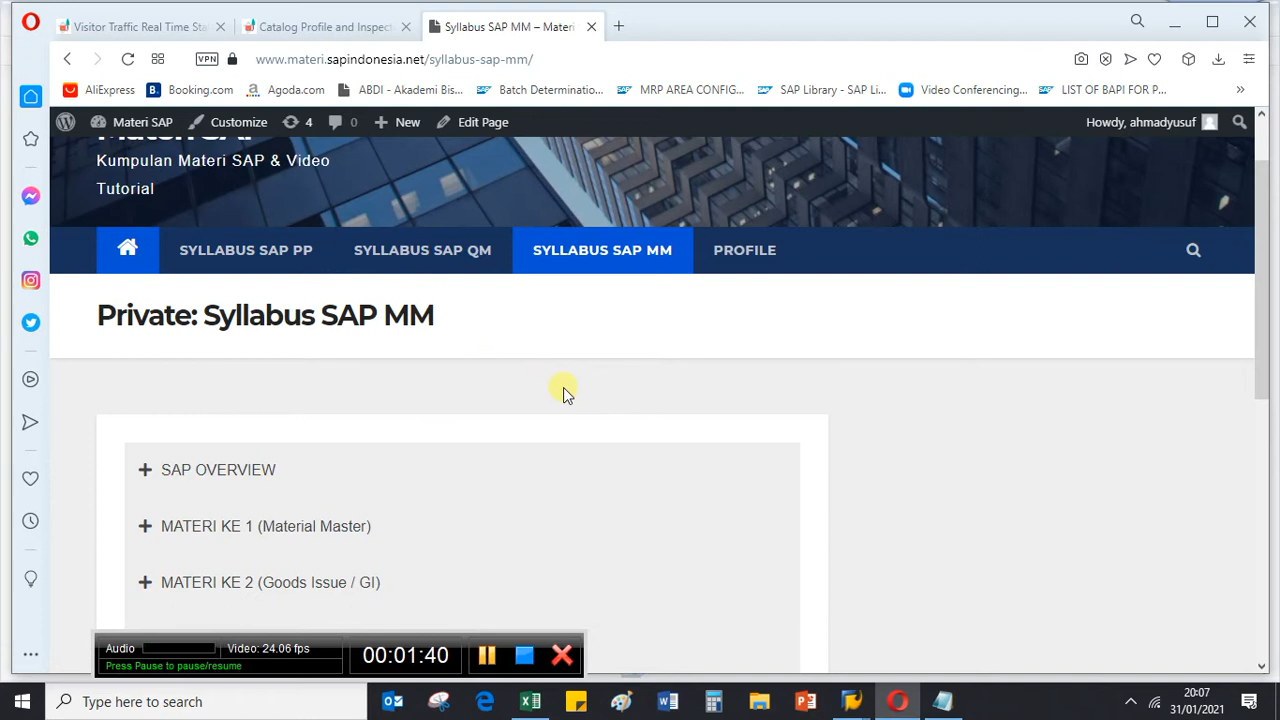 Visitor Traffic Real Time Sta
Catalog Profile and Inspect
Syllabus SAP MM – Materi
VPN
www.materi.sapindonesia.net/syllabus-sap-mm/
AliExpress
Booking.com
Agoda.com
ABDI - Akademi Bis...
Batch Determinatio...
MRP AREA CONFIG...
SAP Library - SAP Li...
Video Conferencing...
LIST OF BAPI FOR P...
Materi SAP
Customize
4
0
New
Edit Page
Howdy, ahmadyusuf
Materi SAP
Kumpulan Materi SAP & Video
Tutorial
SYLLABUS SAP PP
SYLLABUS SAP QM
SYLLABUS SAP MM
PROFILE
Private: Syllabus SAP MM
SAP OVERVIEW
MATERI KE 1 (Material Master)
MATERI KE 2 (Goods Issue / GI)
Audio
Video: 24.06 fps
Press Pause to pause/resume
00:01:40
Type here to search
20:07
31/01/2021